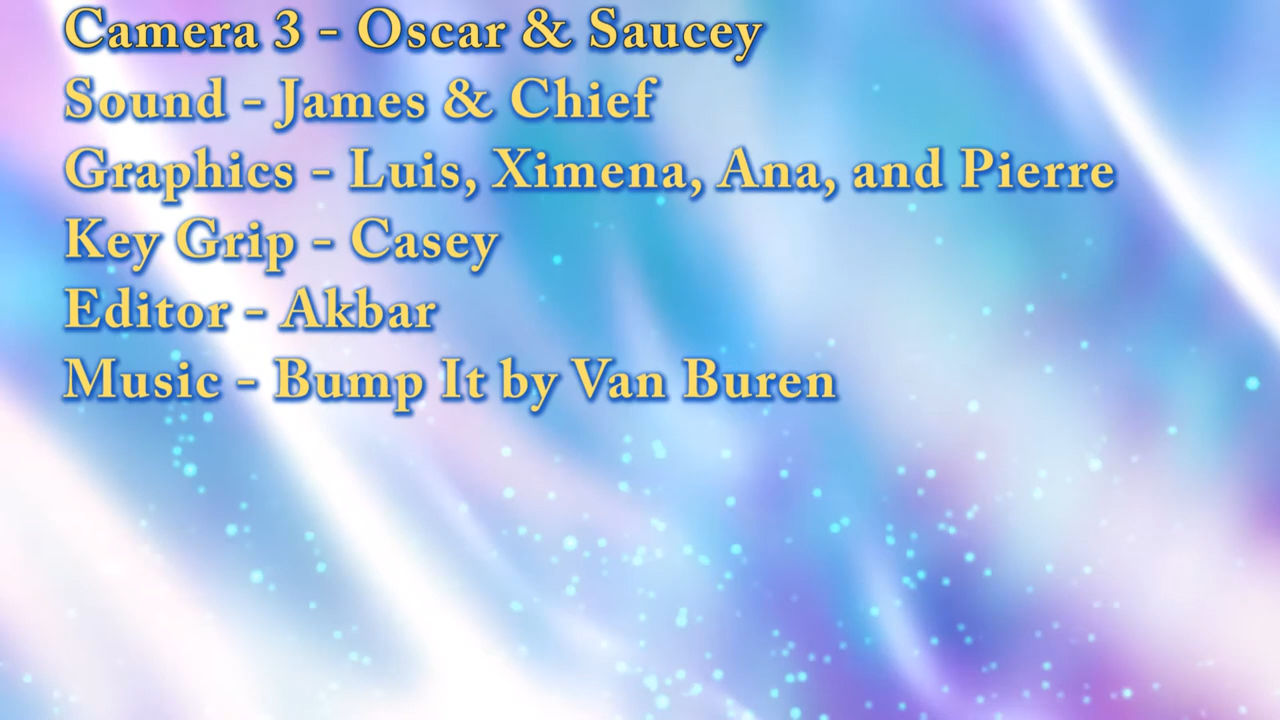 Camera 3 - Oscar & Saucey
Sound - James & Chief
Graphics - Luis, Ximena, Ana, and Pierre
Key Grip - Casey
Editor - Akbar
Music - Bump It by Van Buren